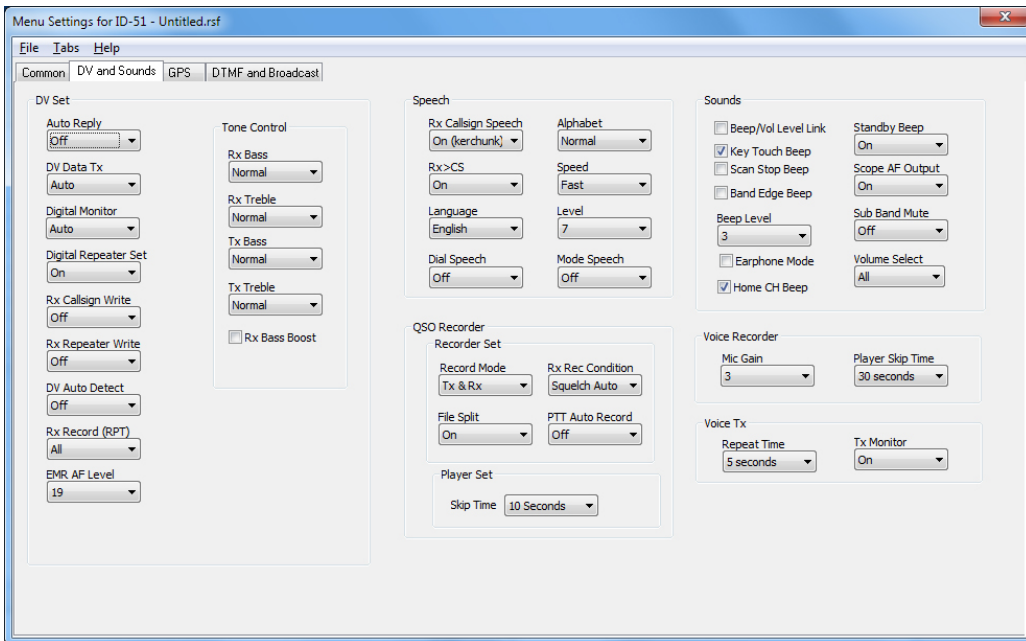 Menu Settings for ID-51 - Untitled.rsf
File Tabs Help
Common DV and Sounds GPS DTMF and Broadcast
DV Set
Auto Reply
Off
DV Data Tx
Auto
Digital Monitor
Auto
Digital Repeater Set
On
Rx Callsign Write
Off
Rx Repeater Write
Off
DV Auto Detect
Off
Rx Record (RPT)
All
EMR AF Level
19
Tone Control
Rx Bass
Normal
Rx Treble
Normal
Tx Bass
Normal
Tx Treble
Normal
Rx Bass Boost
Speech
Rx Callsign Speech Alphabet
On (kerchunk) Normal
Rx>CS Speed
On Fast
Language Level
English 7
Dial Speech Mode Speech
Off Off
QSO Recorder
Recorder Set
Record Mode Rx Rec Condition
Tx & Rx Squelch Auto
File Split PTT Auto Record
On Off
Player Set
Skip Time 10 Seconds
Sounds
Beep/Vol Level Link
Key Touch Beep
Scan Stop Beep
Band Edge Beep
Beep Level
3
Earphone Mode
Home CH Beep
Standby Beep
On
Scope AF Output
On
Sub Band Mute
Off
Volume Select
All
Voice Recorder
Mic Gain Player Skip Time
3 30 seconds
Voice Tx
Repeat Time Tx Monitor
5 seconds On